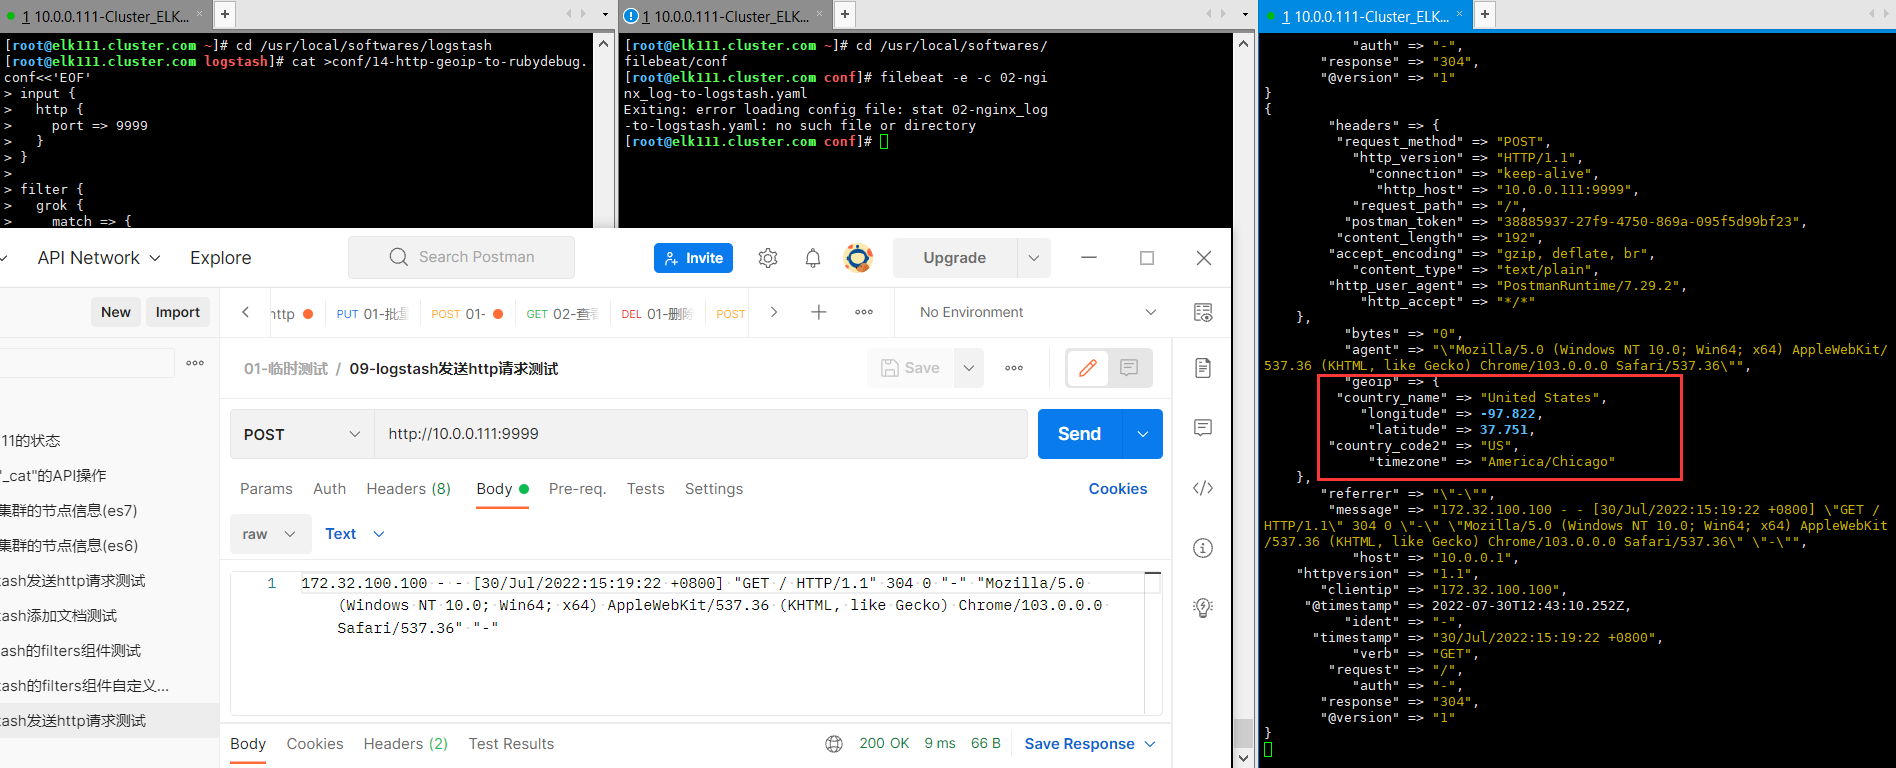 1 10.0.0.111-Cluster_ELK... × +
[root@elk111.cluster.com ~]# cd /usr/local/softwares/logstash
[root@elk111.cluster.com logstash]# cat >conf/14-http-geoip-to-rubydebug.
conf<<'EOF'
> input {
>   http {
>     port => 9999
>   }
> }
>
> filter {
>   grok {
>     match => {
1 10.0.0.111-Cluster_ELK... × +
[root@elk111.cluster.com ~]# cd /usr/local/softwares/
filebeat/conf
[root@elk111.cluster.com conf]# filebeat -e -c 02-ngi
nx_log-to-logstash.yaml
Exiting: error loading config file: stat 02-nginx_log
-to-logstash.yaml: no such file or directory
[root@elk111.cluster.com conf]#
1 10.0.0.111-Cluster_ELK... × +
"auth" => "-",
"response" => "304",
"@version" => "1"
}
{
"headers" => {
"request_method" => "POST",
"http_version" => "HTTP/1.1",
"connection" => "keep-alive",
"http_host" => "10.0.0.111:9999",
"request_path" => "/",
"postman_token" => "38885937-27f9-4750-869a-095f5d99bf23",
"content_length" => "192",
"accept_encoding" => "gzip, deflate, br",
"content_type" => "text/plain",
"http_user_agent" => "PostmanRuntime/7.29.2",
"http_accept" => "*/*"
},
"bytes" => "0",
"agent" => "\"Mozilla/5.0 (Windows NT 10.0; Win64; x64) AppleWebKit/
537.36 (KHTML, like Gecko) Chrome/103.0.0.0 Safari/537.36\"",
"geoip" => {
"country_name" => "United States",
"longitude" => -97.822,
"latitude" => 37.751,
"country_code2" => "US",
"timezone" => "America/Chicago"
},
"referrer" => "\"-\"",
"message" => "172.32.100.100 - - [30/Jul/2022:15:19:22 +0800] \"GET /
HTTP/1.1\" 304 0 \"-\" \"Mozilla/5.0 (Windows NT 10.0; Win64; x64) AppleWebKit
/537.36 (KHTML, like Gecko) Chrome/103.0.0.0 Safari/537.36\" \"-\"",
"host" => "10.0.0.1",
"httpversion" => "1.1",
"clientip" => "172.32.100.100",
"@timestamp" => 2022-07-30T12:43:10.252Z,
"ident" => "-",
"timestamp" => "30/Jul/2022:15:19:22 +0800",
"verb" => "GET",
"request" => "/",
"auth" => "-",
"response" => "304",
"@version" => "1"
}
API Network Explore Search Postman Invite Upgrade
New Import
http PUT 01-批量 POST 01- GET 02-查看 DEL 01-删除 POST + No Environment
01-临时测试 / 09-logstash发送http请求测试 Save
POST http://10.0.0.111:9999 Send
Params Auth Headers (8) Body Pre-req. Tests Settings Cookies
raw Text
1 172.32.100.100 - - [30/Jul/2022:15:19:22 +0800] "GET / HTTP/1.1" 304 0 "-" "Mozilla/5.0
(Windows NT 10.0; Win64; x64) AppleWebKit/537.36 (KHTML, like Gecko) Chrome/103.0.0.0
Safari/537.36" "-"
11的状态
"_cat"的API操作
集群的节点信息(es7)
集群的节点信息(es6)
tash发送http请求测试
tash添加文档测试
ash的filters组件测试
tash的filters组件自定义...
tash发送http请求测试
Body Cookies Headers (2) Test Results 200 OK 9 ms 66 B Save Response